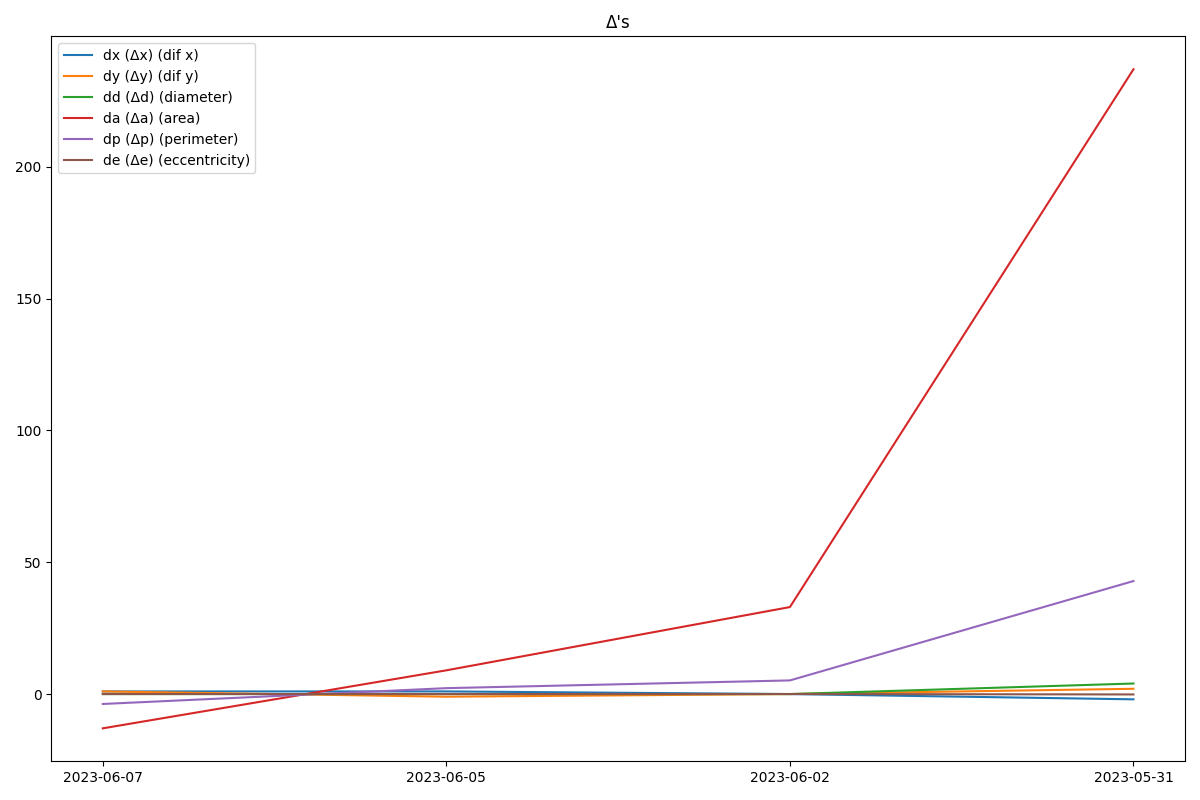 Δ's
dx (Δx) (dif x)
dy (Δy) (dif y)
dd (Δd) (diameter)
da (Δa) (area)
dp (Δp) (perimeter)
de (Δe) (eccentricity)
200
150
100
50
0
2023-06-07 2023-06-05 2023-06-02 2023-05-31